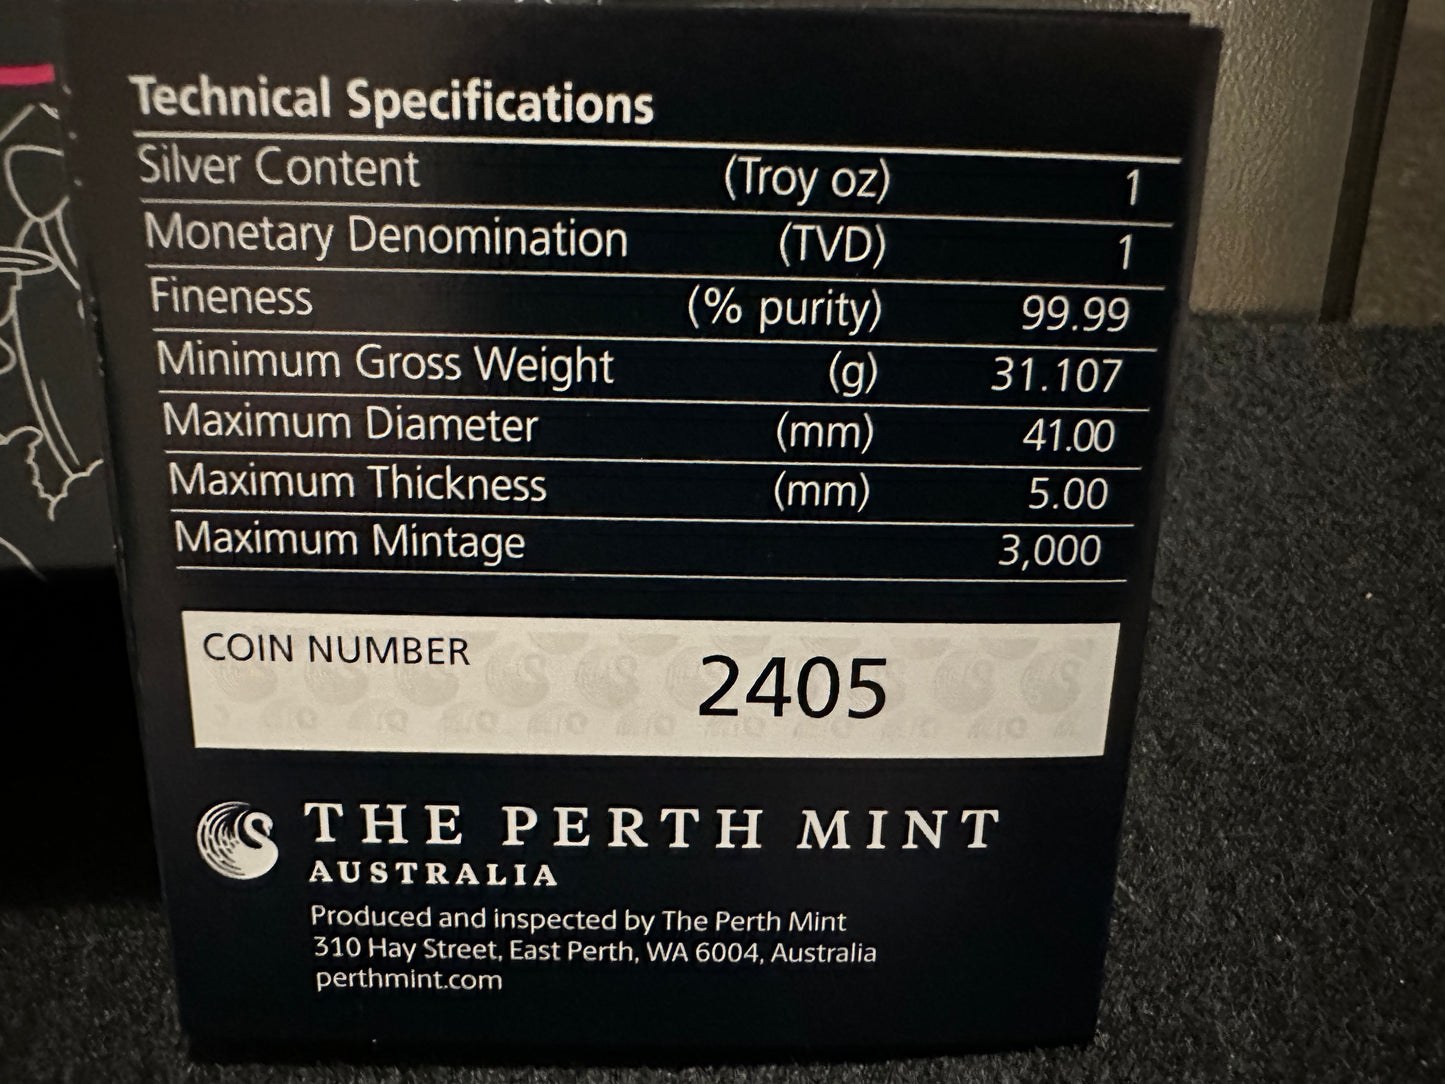 Technical Specifications
Silver Content (Troy oz) 1
Monetary Denomination (TVD) 1
Fineness (% purity) 99.99
Minimum Gross Weight (g) 31.107
Maximum Diameter (mm) 41.00
Maximum Thickness (mm) 5.00
Maximum Mintage 3,000
COIN NUMBER 2405
THE PERTH MINT
AUSTRALIA
Produced and inspected by The Perth Mint
310 Hay Street, East Perth, WA 6004, Australia
perthmint.com